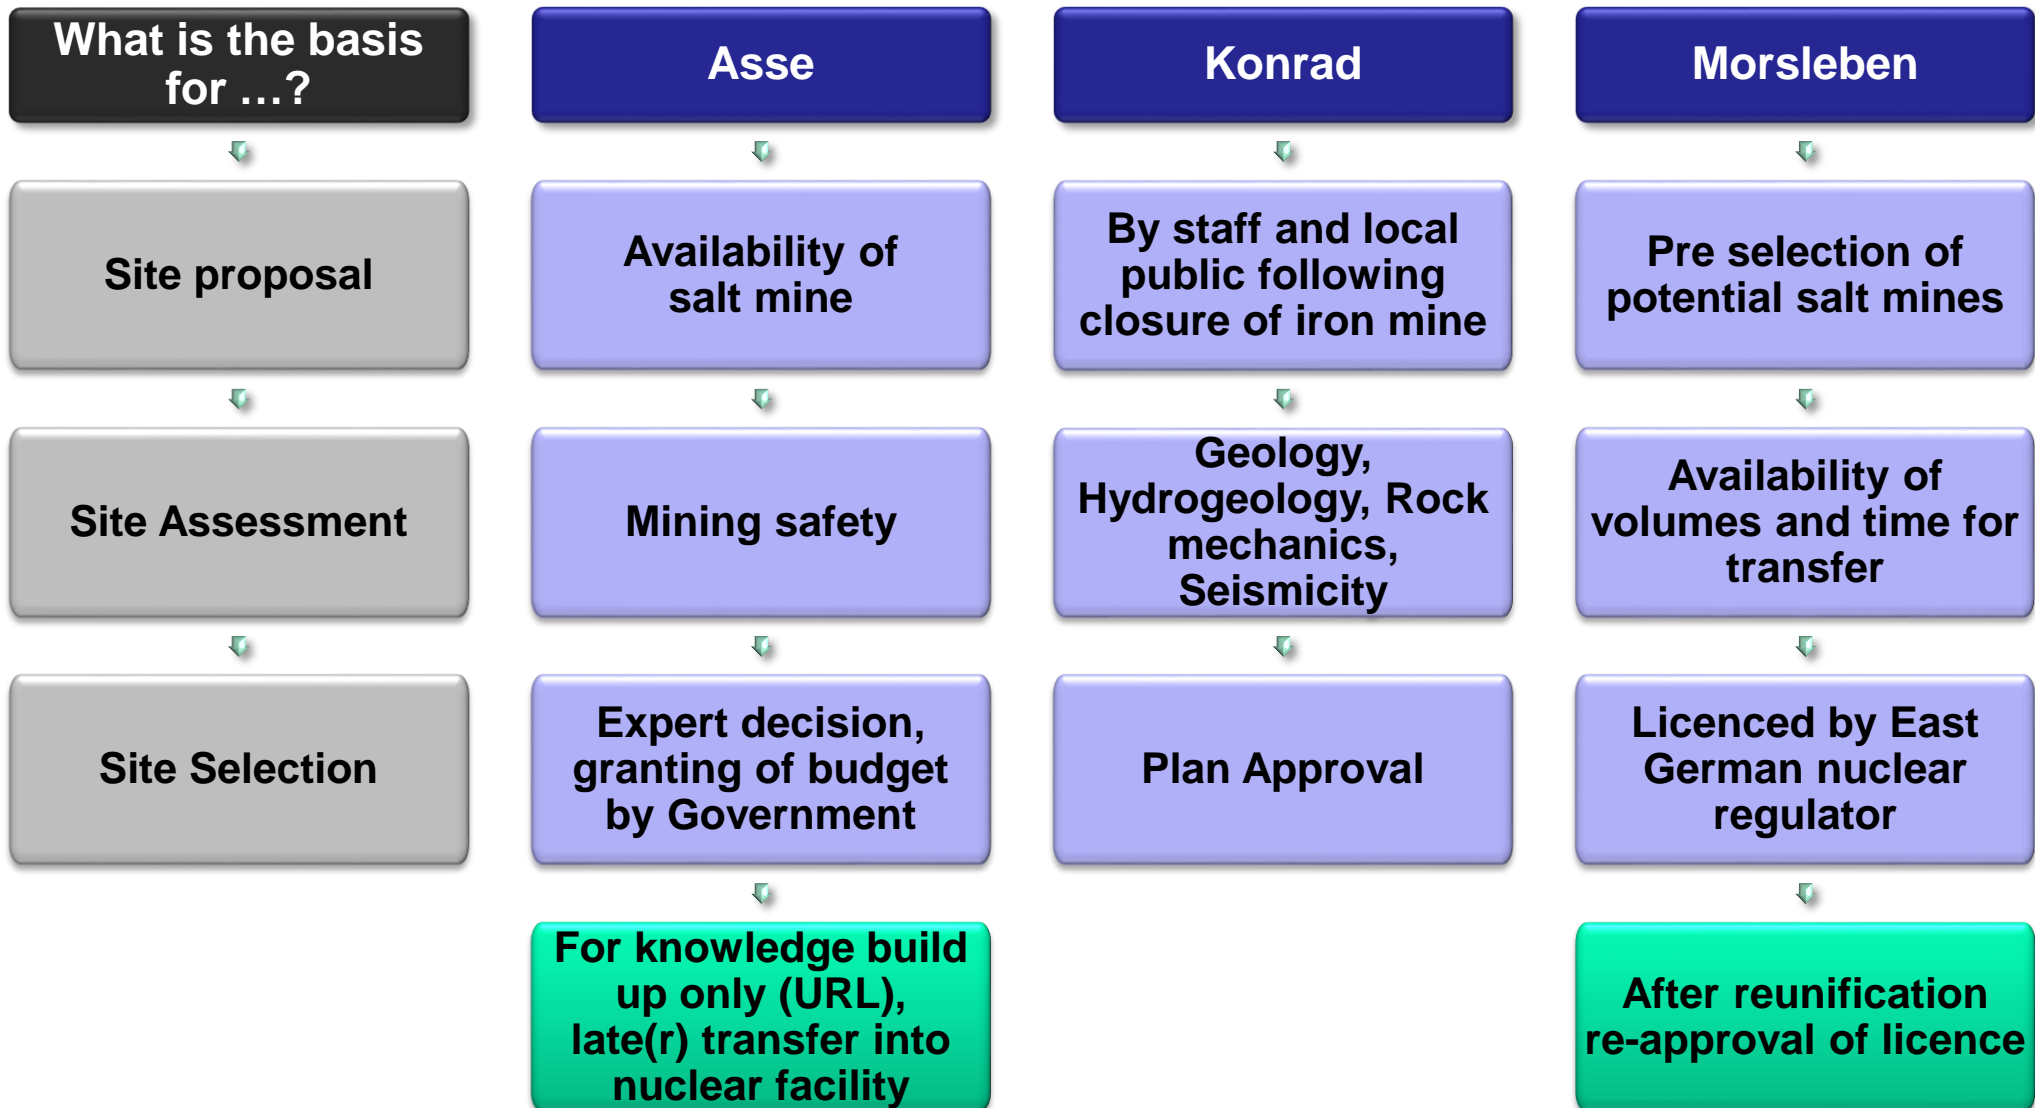 What is the basis
for …?
Asse
Konrad
Morsleben
Site proposal
Availability of
salt mine
By staff and local
public following
closure of iron mine
Pre selection of
potential salt mines
Site Assessment
Mining safety
Geology,
Hydrogeology, Rock
mechanics,
Seismicity
Availability of
volumes and time for
transfer
Site Selection
Expert decision,
granting of budget
by Government
Plan Approval
Licenced by East
German nuclear
regulator
For knowledge build
up only (URL),
late(r) transfer into
nuclear facility
After reunification
re-approval of licence